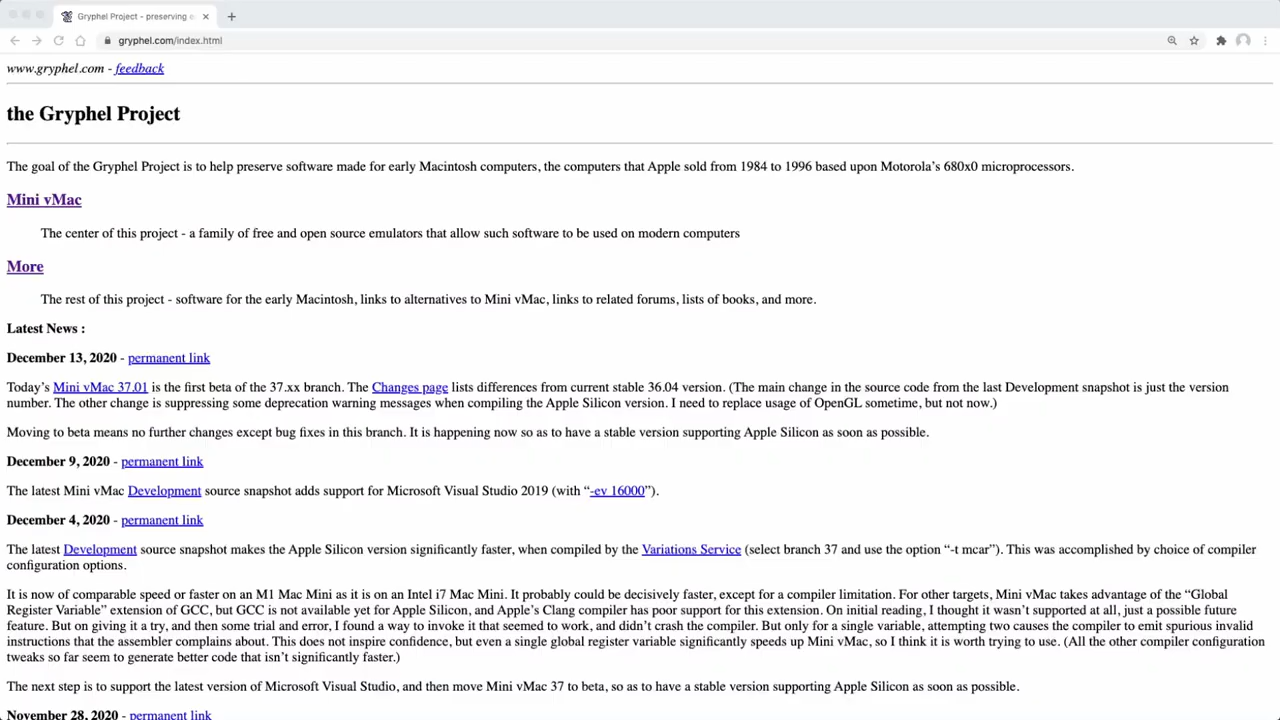 Gryphel Project - preserving e
gryphel.com/index.html
www.gryphel.com - feedback
the Gryphel Project
The goal of the Gryphel Project is to help preserve software made for early Macintosh computers, the computers that Apple sold from 1984 to 1996 based upon Motorola’s 680x0 microprocessors.
Mini vMac
The center of this project - a family of free and open source emulators that allow such software to be used on modern computers
More
The rest of this project - software for the early Macintosh, links to alternatives to Mini vMac, links to related forums, lists of books, and more.
Latest News :
December 13, 2020 - permanent link
Today’s Mini vMac 37.01 is the first beta of the 37.xx branch. The Changes page lists differences from current stable 36.04 version. (The main change in the source code from the last Development snapshot is just the version
number. The other change is suppressing some deprecation warning messages when compiling the Apple Silicon version. I need to replace usage of OpenGL sometime, but not now.)
Moving to beta means no further changes except bug fixes in this branch. It is happening now so as to have a stable version supporting Apple Silicon as soon as possible.
December 9, 2020 - permanent link
The latest Mini vMac Development source snapshot adds support for Microsoft Visual Studio 2019 (with “-ev 16000”).
December 4, 2020 - permanent link
The latest Development source snapshot makes the Apple Silicon version significantly faster, when compiled by the Variations Service (select branch 37 and use the option “-t mcar”). This was accomplished by choice of compiler
configuration options.
It is now of comparable speed or faster on an M1 Mac Mini as it is on an Intel i7 Mac Mini. It probably could be decisively faster, except for a compiler limitation. For other targets, Mini vMac takes advantage of the “Global
Register Variable” extension of GCC, but GCC is not available yet for Apple Silicon, and Apple’s Clang compiler has poor support for this extension. On initial reading, I thought it wasn’t supported at all, just a possible future
feature. But on giving it a try, and then some trial and error, I found a way to invoke it that seemed to work, and didn’t crash the compiler. But only for a single variable, attempting two causes the compiler to emit spurious invalid
instructions that the assembler complains about. This does not inspire confidence, but even a single global register variable significantly speeds up Mini vMac, so I think it is worth trying to use. (All the other compiler configuration
tweaks so far seem to generate better code that isn’t significantly faster.)
The next step is to support the latest version of Microsoft Visual Studio, and then move Mini vMac 37 to beta, so as to have a stable version supporting Apple Silicon as soon as possible.
November 28, 2020 - permanent link